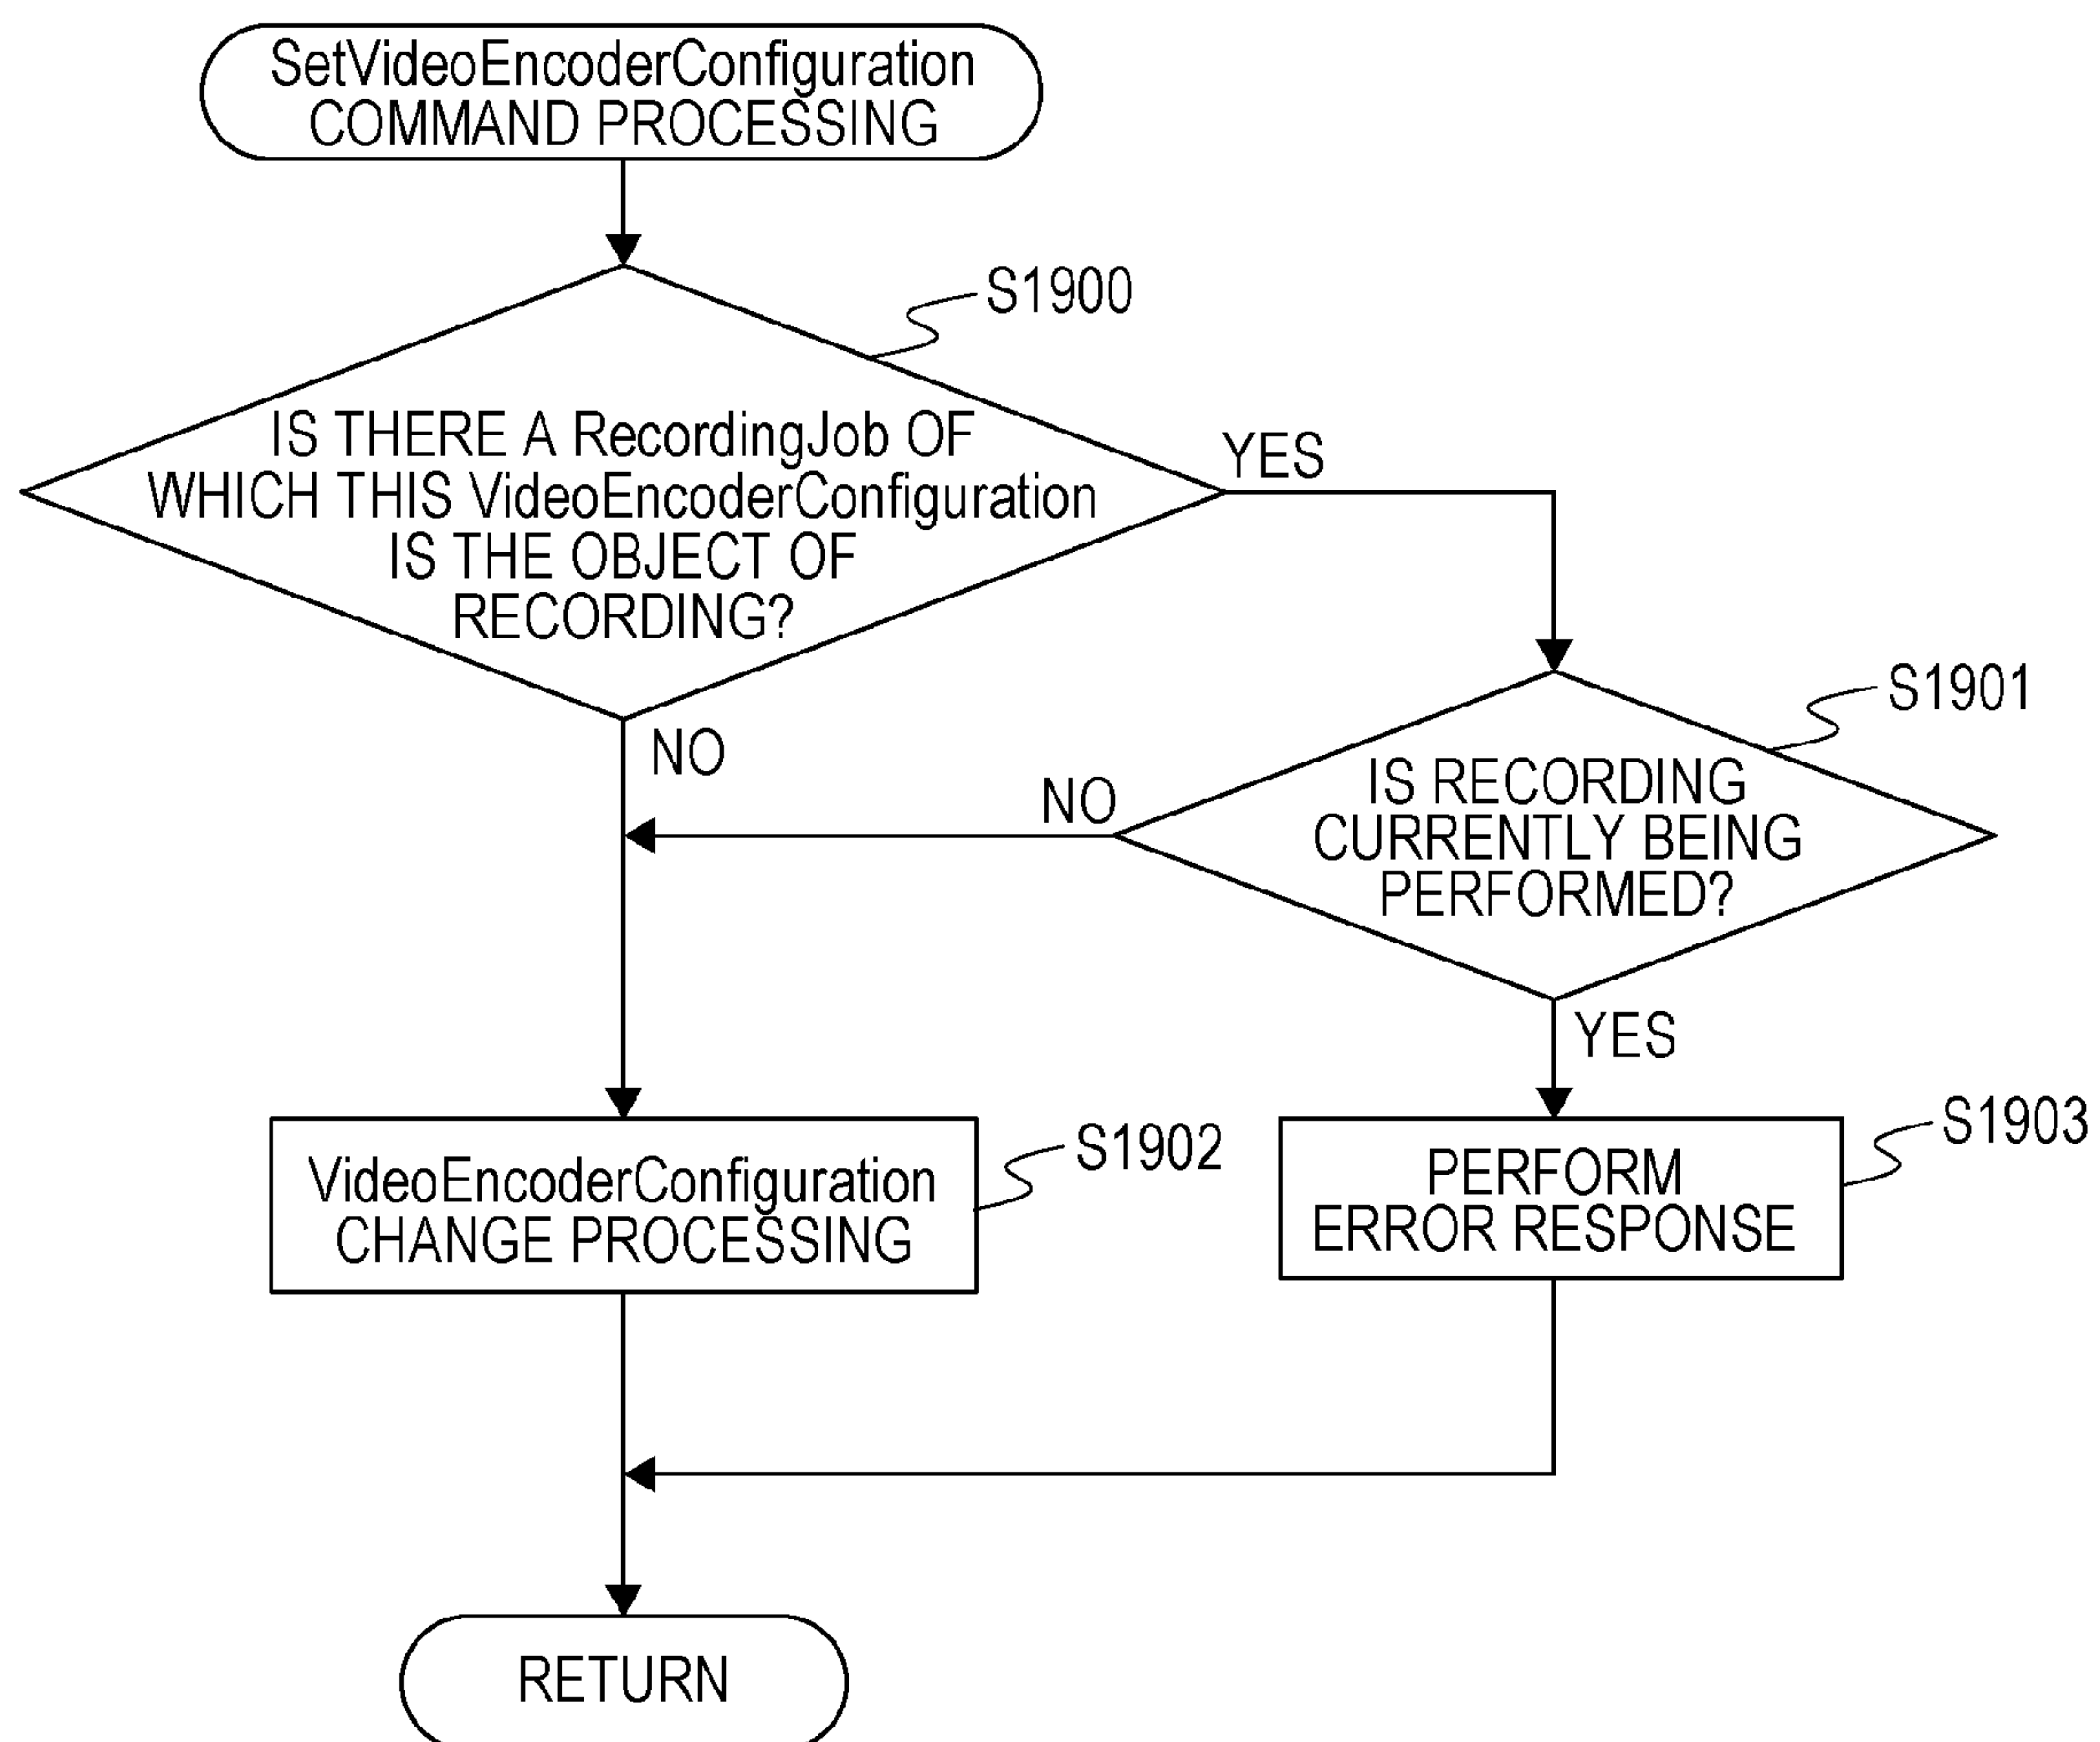 SetVideoEncoderConfiguration
COMMAND PROCESSING
S1900
IS THERE A RecordingJob OF
WHICH THIS VideoEncoderConfiguration
IS THE OBJECT OF
RECORDING?
YES
NO
S1901
IS RECORDING
CURRENTLY BEING
PERFORMED?
NO
YES
S1902
VideoEncoderConfiguration
CHANGE PROCESSING
S1903
PERFORM
ERROR RESPONSE
RETURN